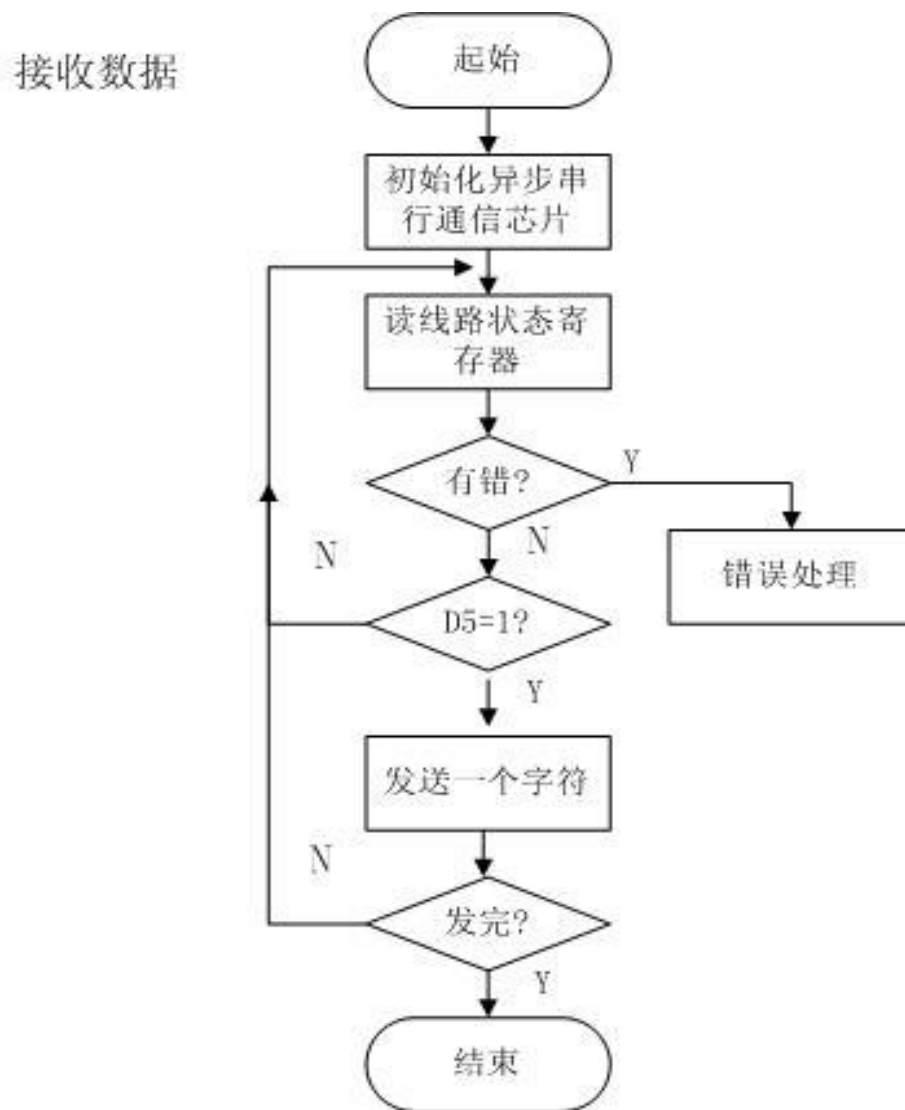 接收数据
起始
初始化异步串
行通信芯片
读线路状态寄
存器
有错?
Y
N
错误处理
N
D5=1?
Y
发送一个字符
N
发完?
Y
结束